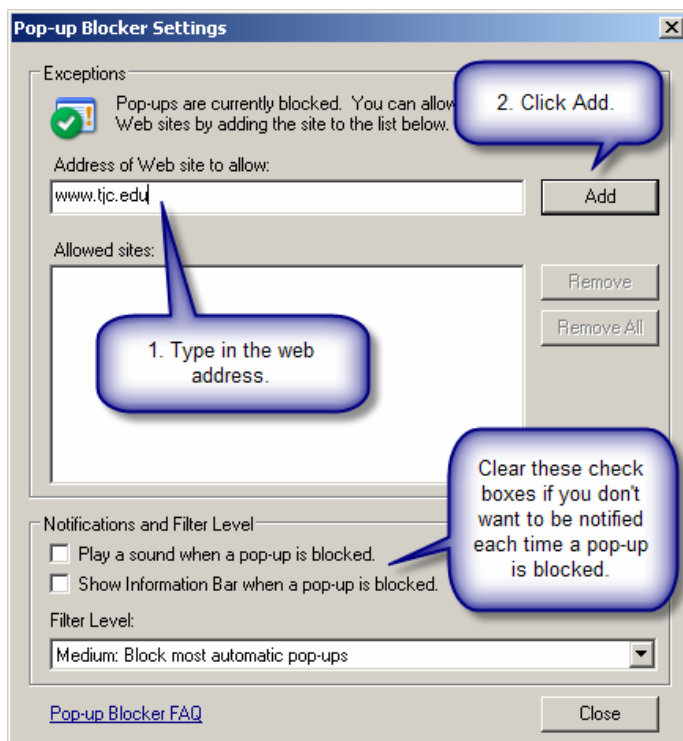 Pop-up Blocker Settings
Exceptions
Pop-ups are currently blocked. You can allow
Web sites by adding the site to the list below.
2. Click Add.
Address of Web site to allow:
www.tjc.edu
Add
Allowed sites:
Remove
Remove All
1. Type in the web
address.
Clear these check
boxes if you don't
want to be notified
each time a pop-up
is blocked.
Notifications and Filter Level
Play a sound when a pop-up is blocked.
Show Information Bar when a pop-up is blocked.
Filter Level:
Medium: Block most automatic pop-ups
Pop-up Blocker FAQ
Close